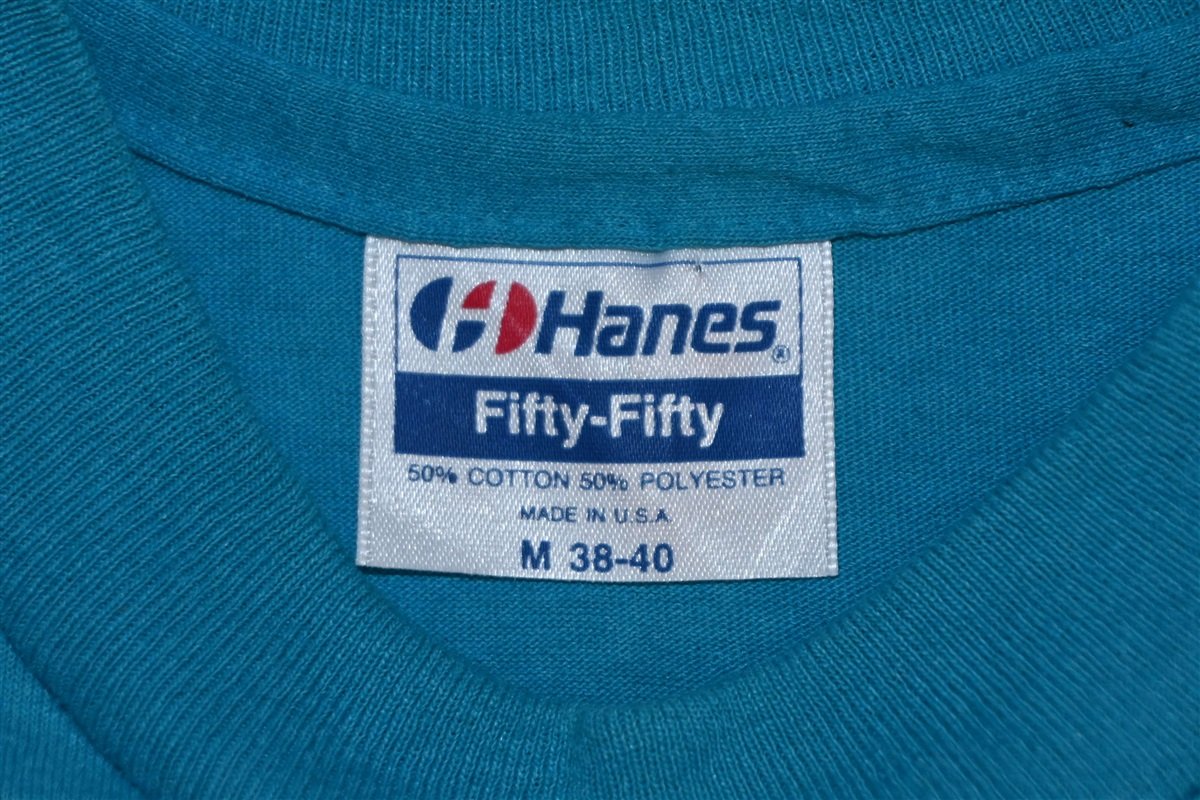 Hanes®
Fifty-Fifty
50% COTTON 50% POLYESTER
MADE IN U.S.A.
M 38-40